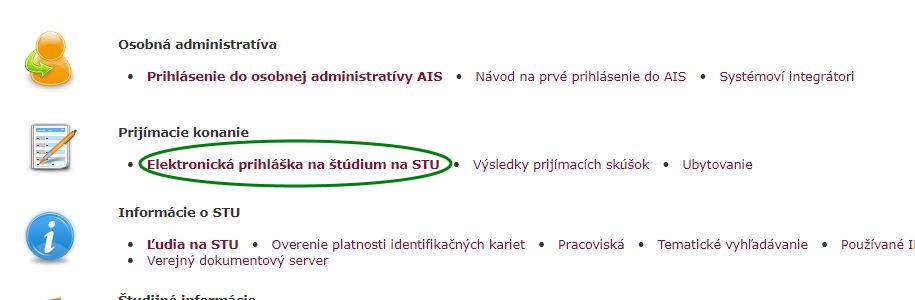 Osobná administratíva
• Prihlásenie do osobnej administratívy AIS • Návod na prvé prihlásenie do AIS • Systémoví integrátori
Prijímacie konanie
• Elektronická prihláška na štúdium na STU • Výsledky prijímacích skúšok • Ubytovanie
Informácie o STU
• Ľudia na STU • Overenie platnosti identifikačných kariet • Pracoviská • Tematické vyhľadávanie • Používané
• Verejný dokumentový server
Študijné informácie